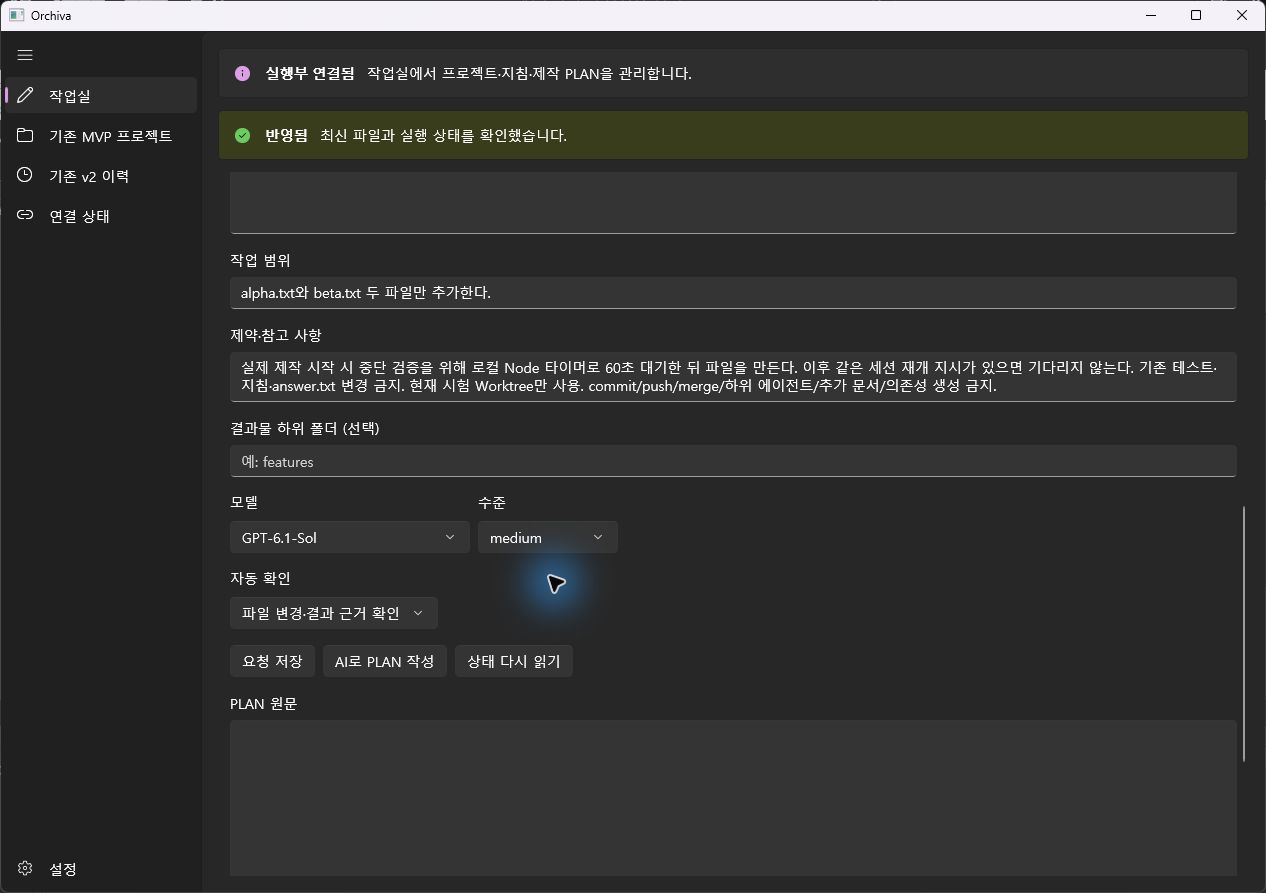 Orchiva
실행부 연결됨 작업실에서 프로젝트·지침·제작 PLAN을 관리합니다.
작업실
반영됨 최신 파일과 실행 상태를 확인했습니다.
기존 MVP 프로젝트
기존 v2 이력
연결 상태
작업 범위
alpha.txt와 beta.txt 두 파일만 추가한다.
제약·참고 사항
실제 제작 시작 시 중단 검증을 위해 로컬 Node 타이머로 60초 대기한 뒤 파일을 만든다. 이후 같은 세션 재개 지시가 있으면 기다리지 않는다. 기존 테스트·
지침·answer.txt 변경 금지. 현재 시험 Worktree만 사용. commit/push/merge/하위 에이전트/추가 문서/의존성 생성 금지.
결과물 하위 폴더 (선택)
예: features
모델 수준
GPT-6.1-Sol medium
자동 확인
파일 변경·결과 근거 확인
요청 저장 AI로 PLAN 작성 상태 다시 읽기
PLAN 원문
설정